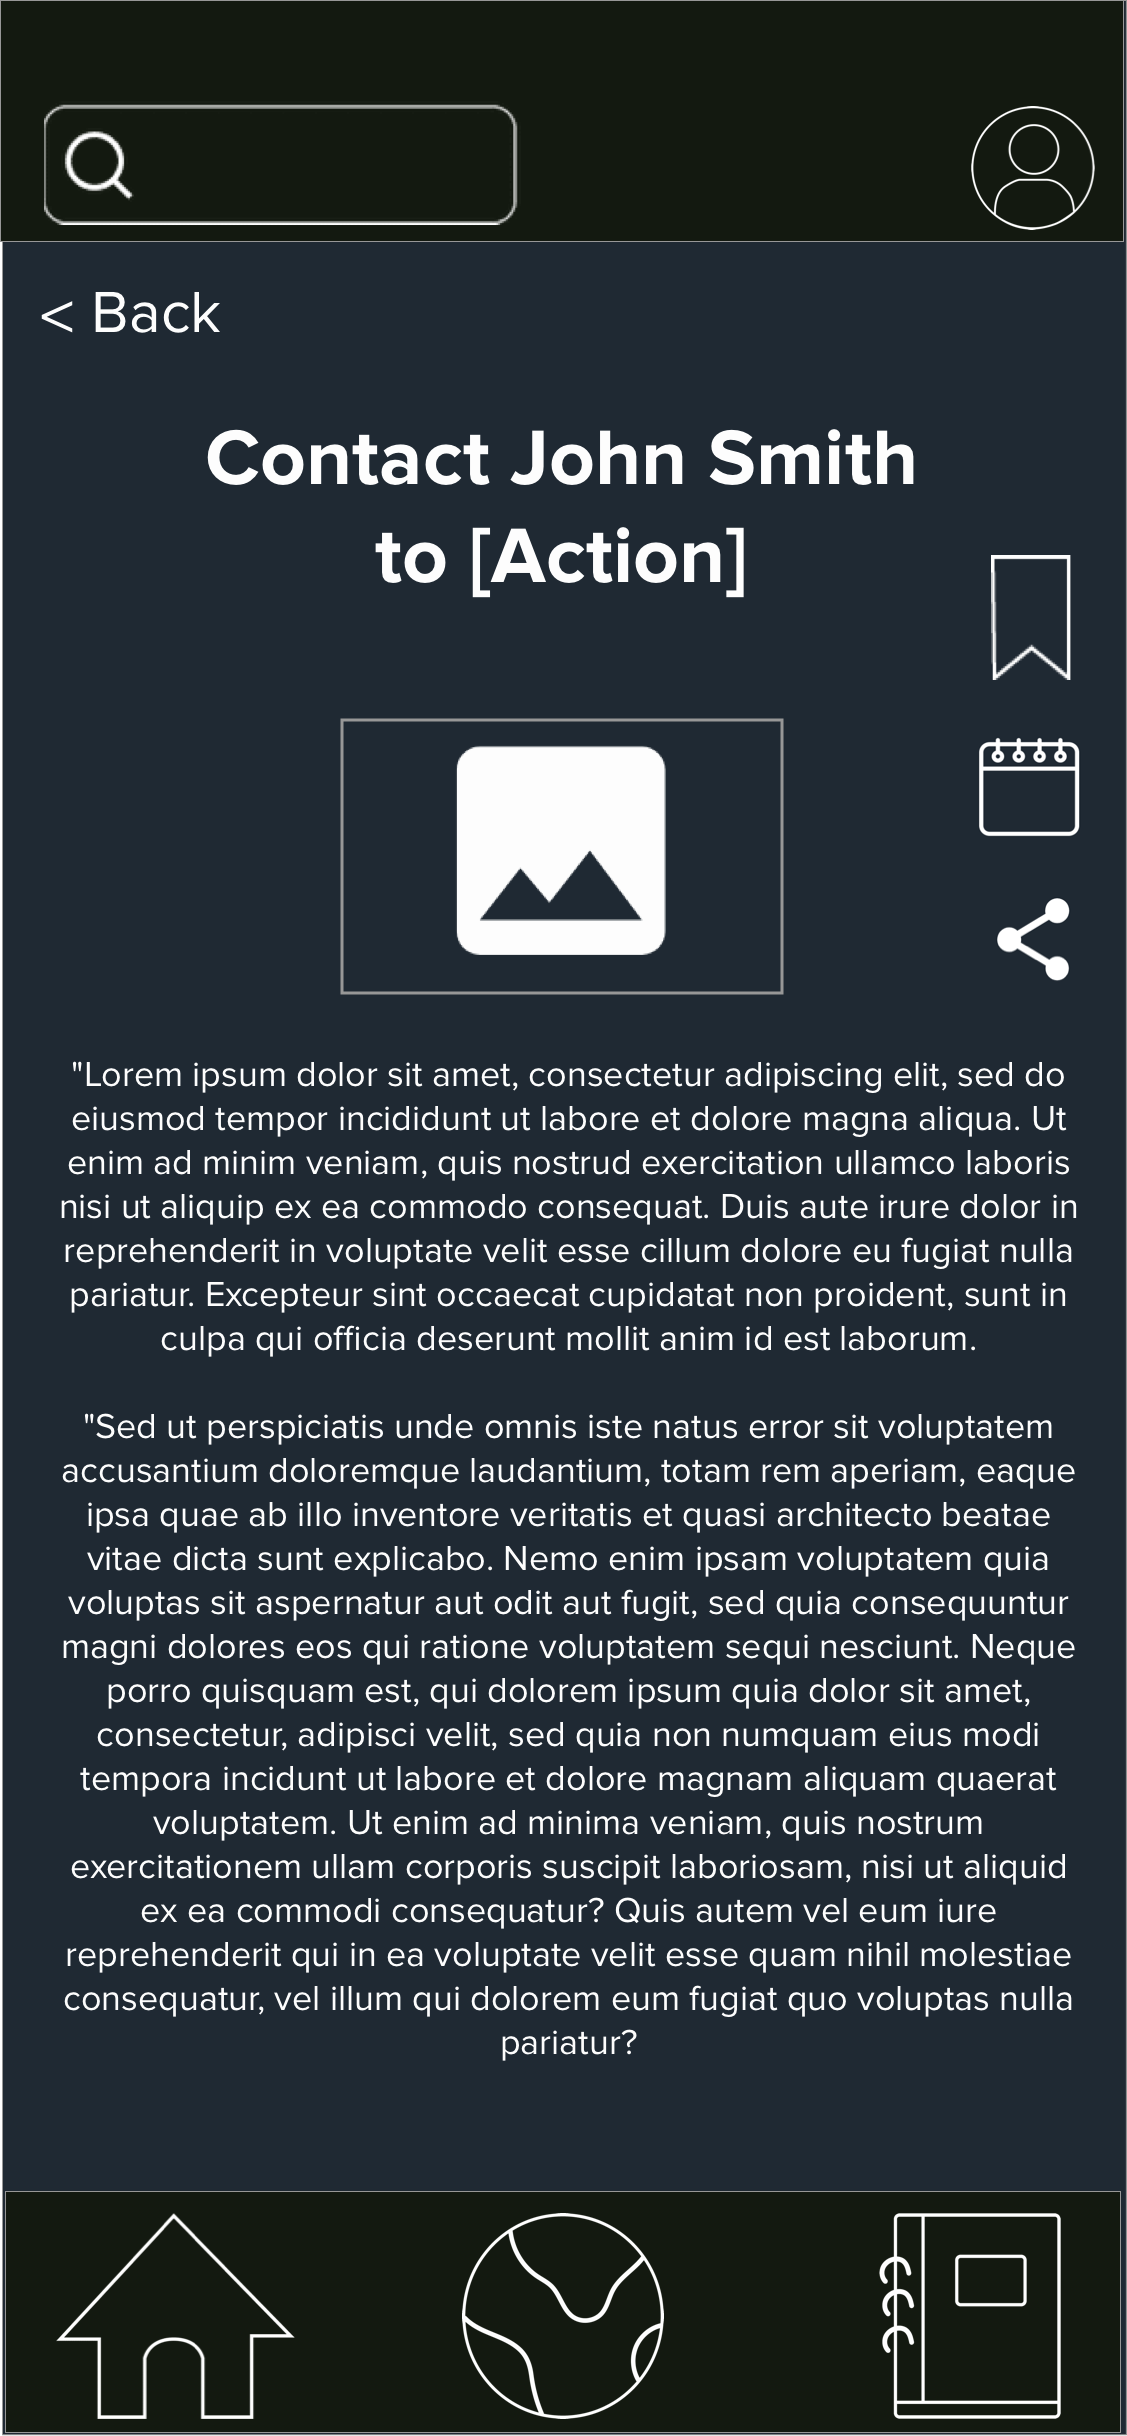 < Back
Contact John Smith
to [Action]
"Lorem ipsum dolor sit amet, consectetur adipiscing elit, sed do
eiusmod tempor incididunt ut labore et dolore magna aliqua. Ut
enim ad minim veniam, quis nostrud exercitation ullamco laboris
nisi ut aliquip ex ea commodo consequat. Duis aute irure dolor in
reprehenderit in voluptate velit esse cillum dolore eu fugiat nulla
pariatur. Excepteur sint occaecat cupidatat non proident, sunt in
culpa qui officia deserunt mollit anim id est laborum.
"Sed ut perspiciatis unde omnis iste natus error sit voluptatem
accusantium doloremque laudantium, totam rem aperiam, eaque
ipsa quae ab illo inventore veritatis et quasi architecto beatae
vitae dicta sunt explicabo. Nemo enim ipsam voluptatem quia
voluptas sit aspernatur aut odit aut fugit, sed quia consequuntur
magni dolores eos qui ratione voluptatem sequi nesciunt. Neque
porro quisquam est, qui dolorem ipsum quia dolor sit amet,
consectetur, adipisci velit, sed quia non numquam eius modi
tempora incidunt ut labore et dolore magnam aliquam quaerat
voluptatem. Ut enim ad minima veniam, quis nostrum
exercitationem ullam corporis suscipit laboriosam, nisi ut aliquid
ex ea commodi consequatur? Quis autem vel eum iure
reprehenderit qui in ea voluptate velit esse quam nihil molestiae
consequatur, vel illum qui dolorem eum fugiat quo voluptas nulla
pariatur?